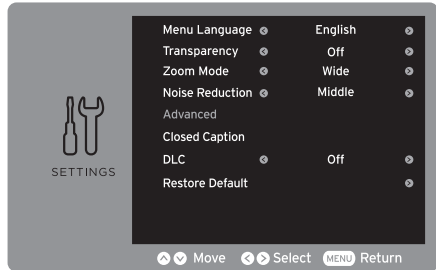 Menu Language English
Transparency Off
Zoom Mode Wide
Noise Reduction Middle
Advanced
Closed Caption
DLC Off
Restore Default
SETTINGS
Move Select MENU Return